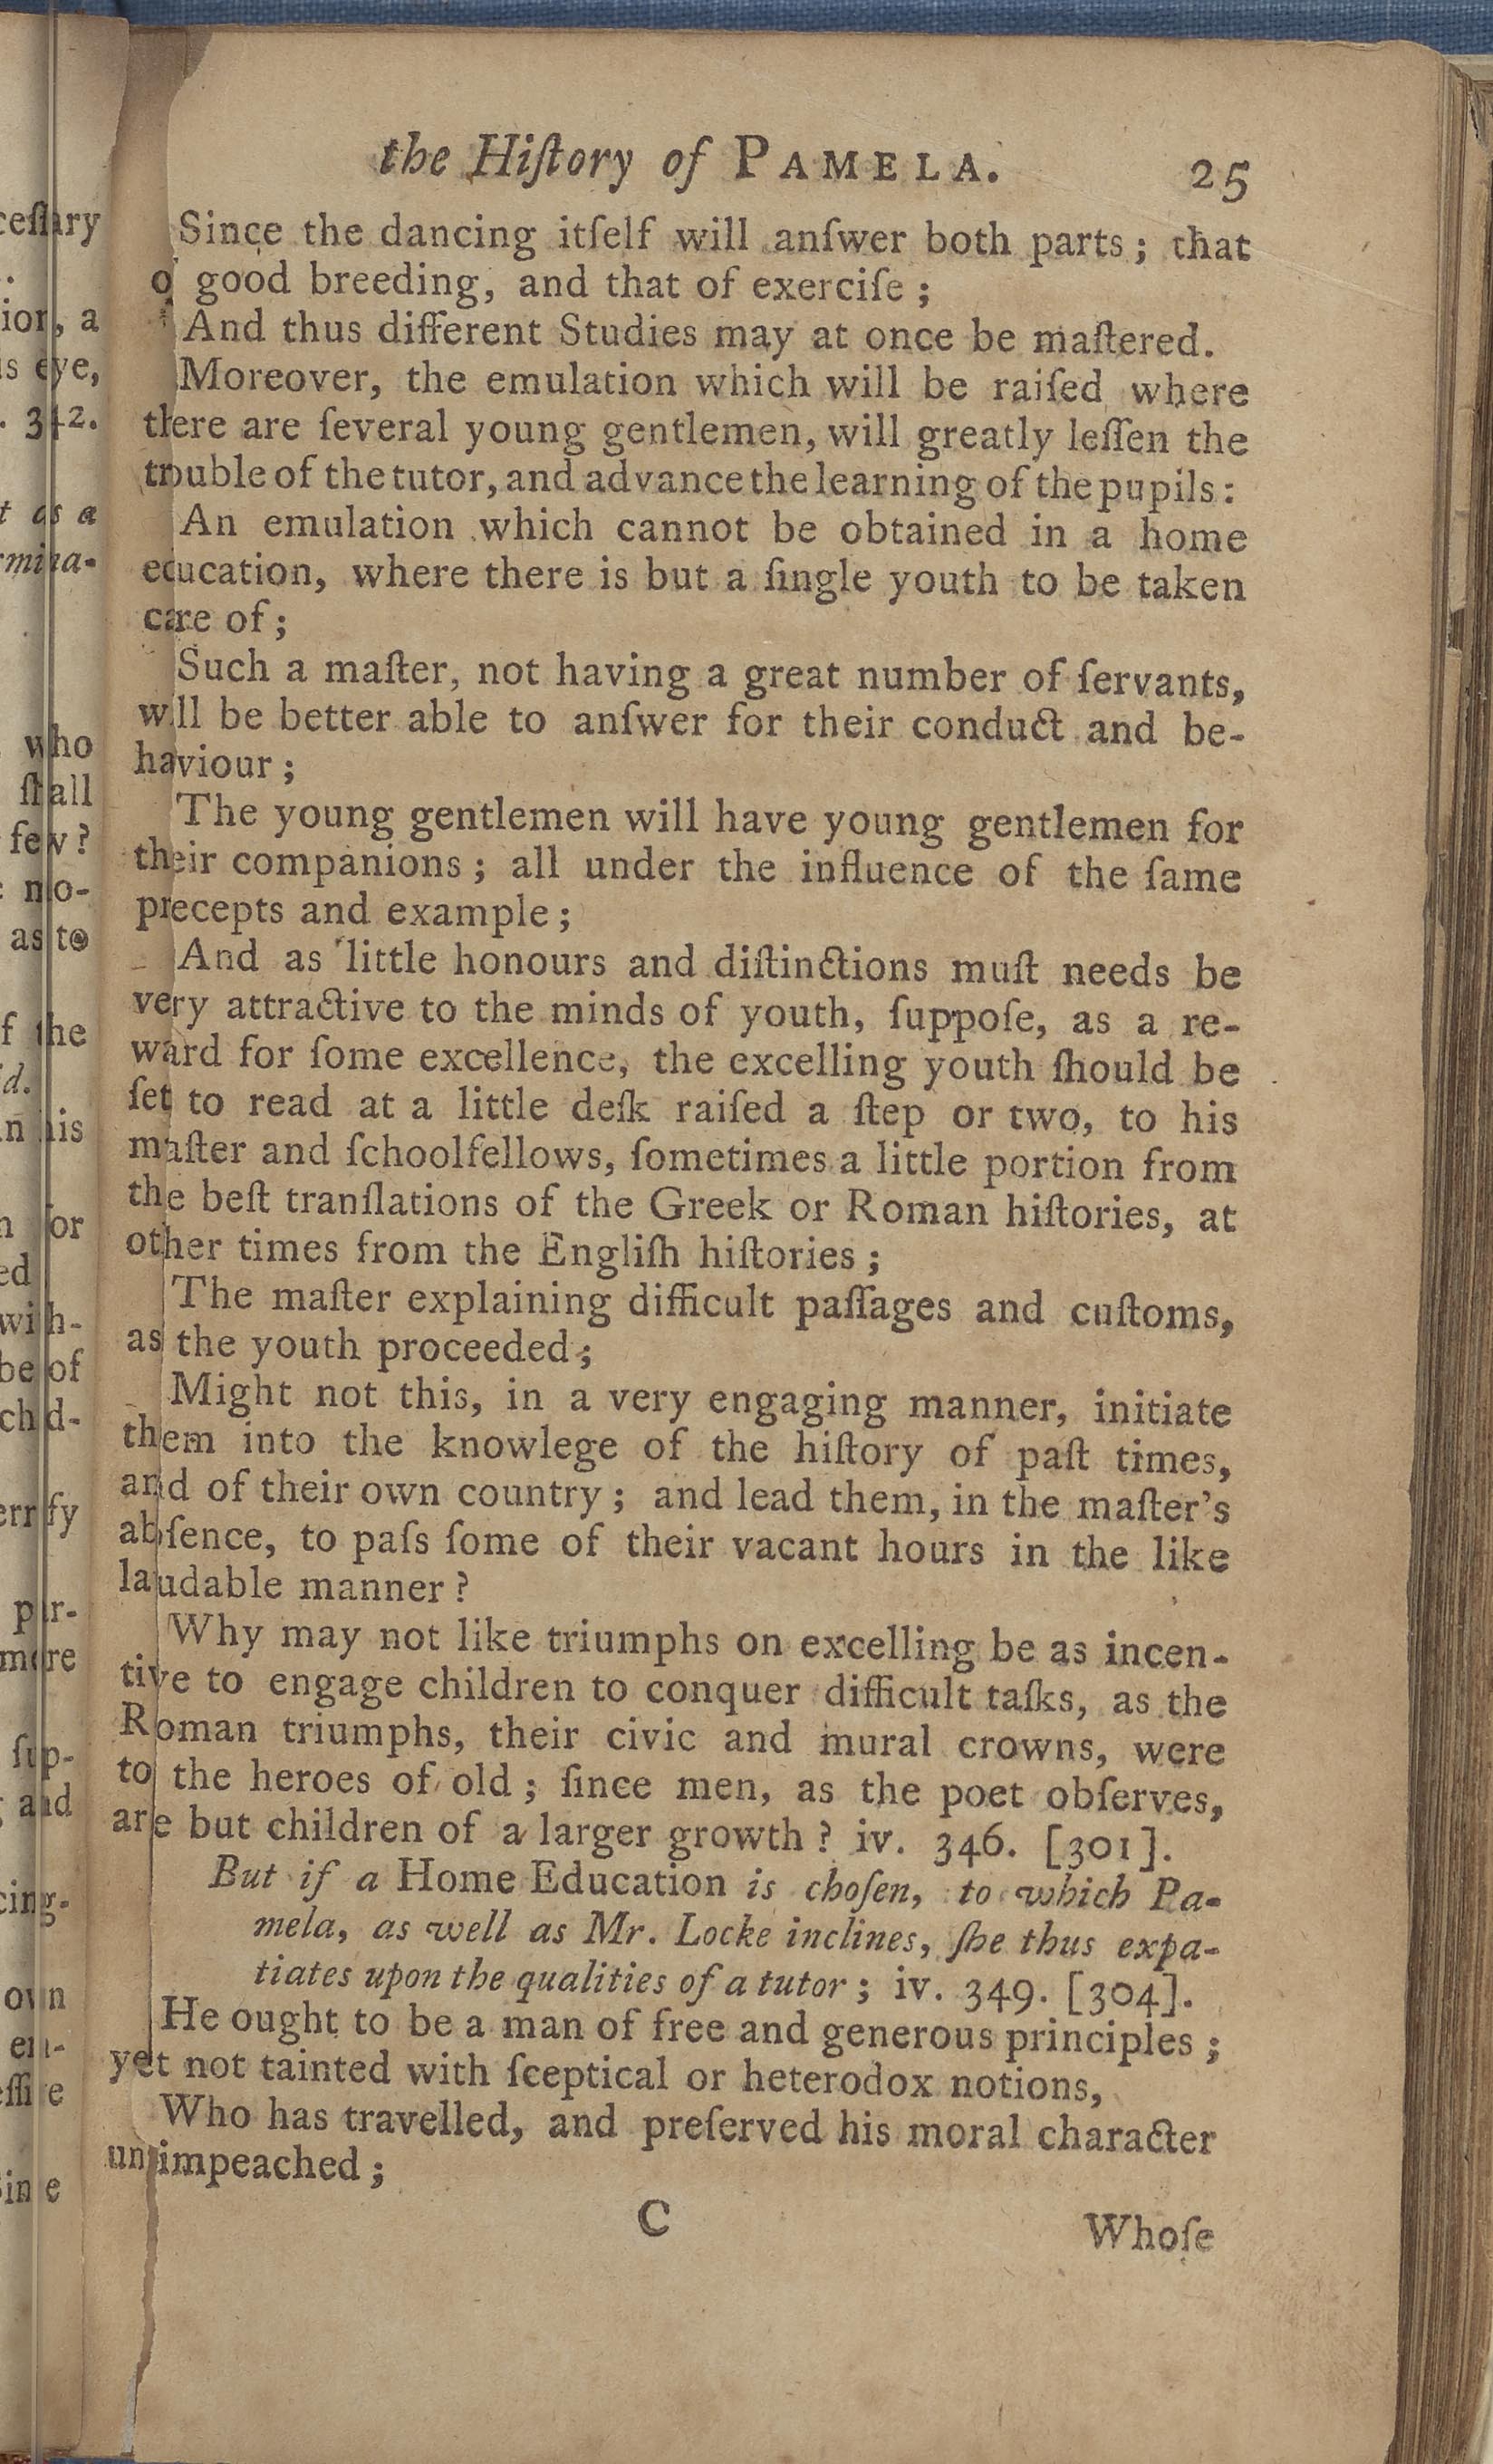 the Hiſtory of PAMELA. 25
Since the dancing itſelf will anſwer both parts; that
of good breeding, and that of exerciſe;
And thus different Studies may at once be maſtered.
Moreover, the emulation which will be raiſed where
there are ſeveral young gentlemen, will greatly leſſen the
trouble of the tutor, and advance the learning of the pupils:
An emulation which cannot be obtained in a home
education, where there is but a ſingle youth to be taken
care of;
Such a maſter, not having a great number of ſervants,
will be better able to anſwer for their conduct and be-
haviour;
The young gentlemen will have young gentlemen for
their companions; all under the influence of the ſame
precepts and example;
And as little honours and diſtinctions muſt needs be
very attractive to the minds of youth, ſuppoſe, as a re-
ward for ſome excellence, the excelling youth ſhould be
ſet to read at a little deſk raiſed a ſtep or two, to his
maſter and ſchoolfellows, ſometimes a little portion from
the beſt tranſlations of the Greek or Roman hiſtories, at
other times from the Engliſh hiſtories;
The maſter explaining difficult paſſages and cuſtoms,
as the youth proceeded;
Might not this, in a very engaging manner, initiate
them into the knowlege of the hiſtory of paſt times,
and of their own country; and lead them, in the maſter's
abſence, to paſs ſome of their vacant hours in the like
laudable manner?
Why may not like triumphs on excelling be as incen-
tive to engage children to conquer difficult taſks, as the
Roman triumphs, their civic and mural crowns, were
to the heroes of old; ſince men, as the poet obſerves,
are but children of a larger growth? iv. 346. [301].
But if a Home Education is choſen, to which Pa-
mela, as well as Mr. Locke inclines, ſhe thus expa-
tiates upon the qualities of a tutor; iv. 349. [304].
He ought to be a man of free and generous principles;
yet not tainted with ſceptical or heterodox notions,
Who has travelled, and preſerved his moral character
unimpeached;
C Whoſe